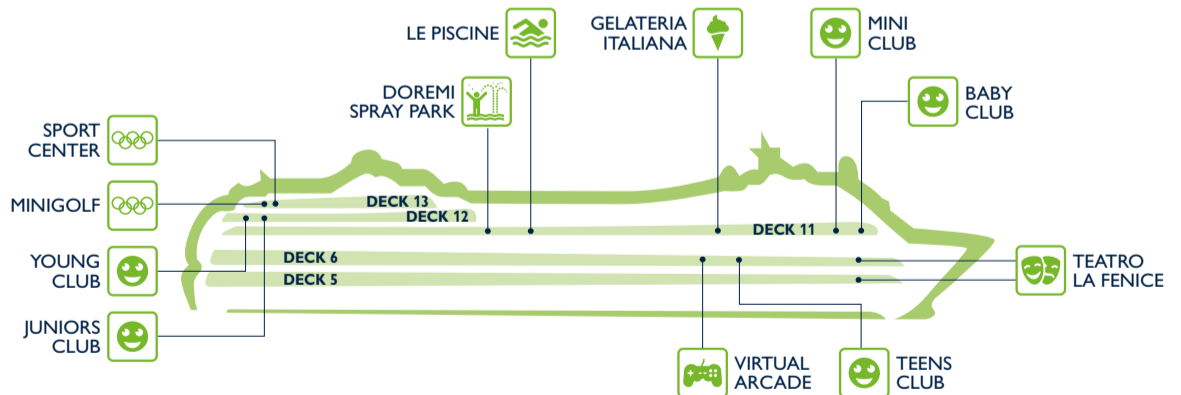 LE PISCINE
GELATERIA
ITALIANA
MINI
CLUB
DOREMI
SPRAY PARK
BABY
CLUB
SPORT
CENTER
MINIGOLF
DECK 13
DECK 12
DECK 11
YOUNG
CLUB
DECK 6
DECK 5
TEATRO
LA FENICE
JUNIORS
CLUB
VIRTUAL
ARCADE
TEENS
CLUB